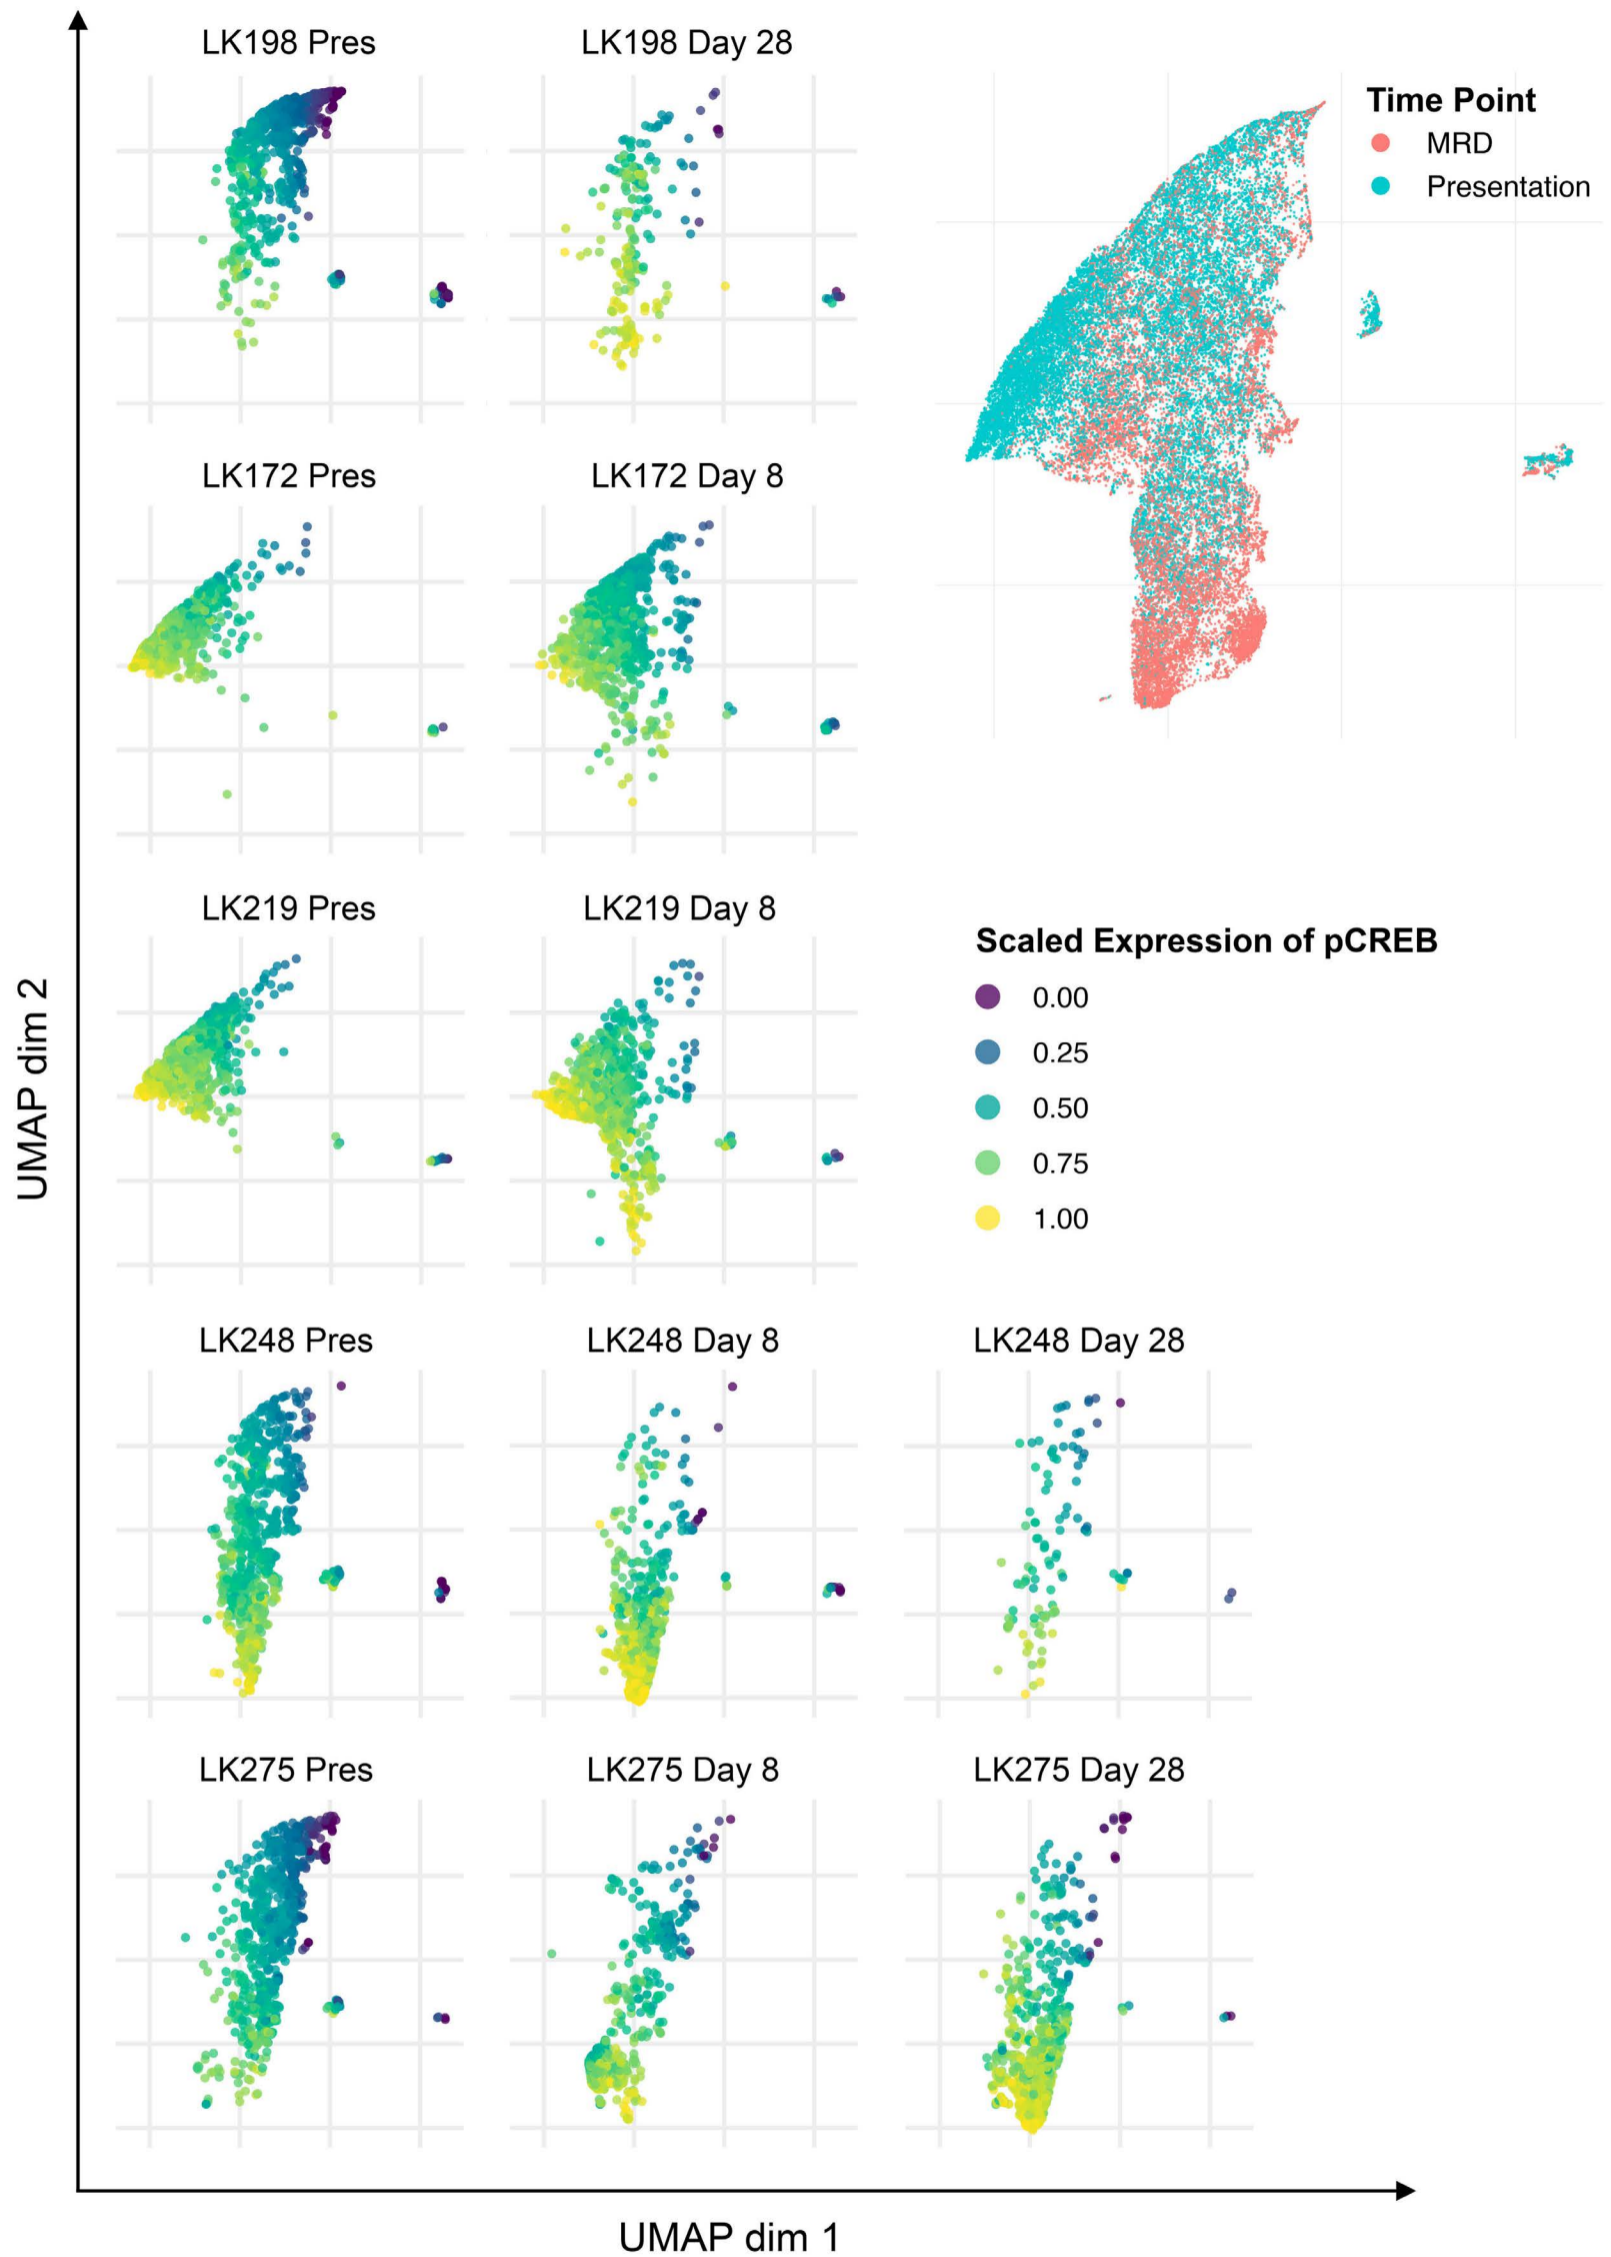 LK198 Pres
LK198 Day 28
Time Point
MRD
Presentation
LK172 Pres
LK172 Day 8
LK219 Pres
LK219 Day 8
Scaled Expression of pCREB
0.00
0.25
0.50
0.75
1.00
UMAP dim 2
LK248 Pres
LK248 Day 8
LK248 Day 28
LK275 Pres
LK275 Day 8
LK275 Day 28
UMAP dim 1